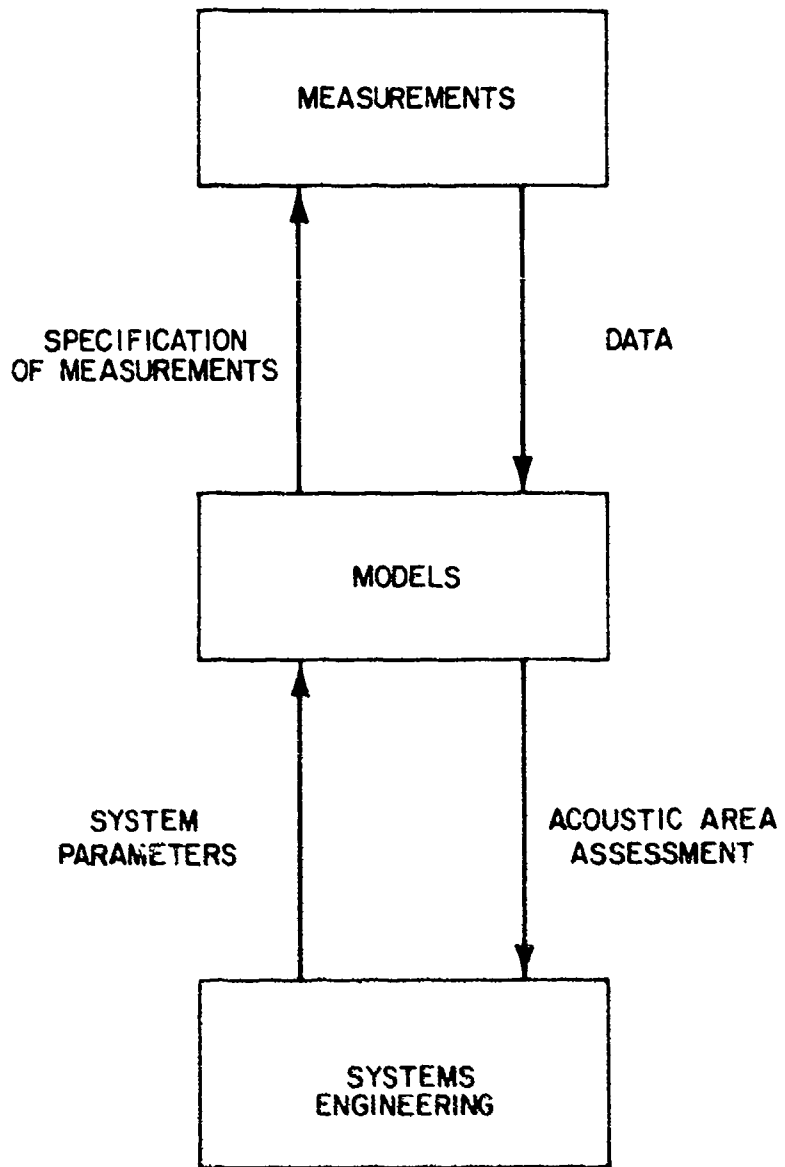 MEASUREMENTS
SPECIFICATION
OF MEASUREMENTS
DATA
MODELS
SYSTEM
PARAMETERS
ACOUSTIC AREA
ASSESSMENT
SYSTEMS
ENGINEERING